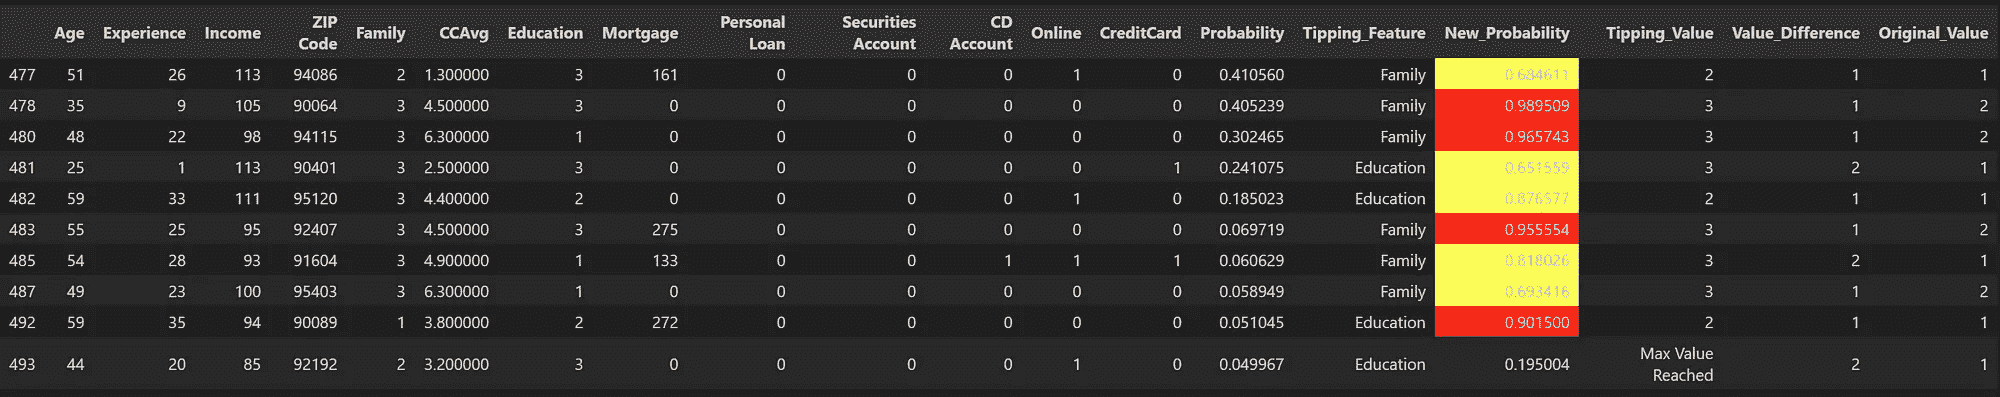 Age Experience Income ZIP Code Family CCAvg Education Mortgage Personal Loan Securities Account CD Account Online CreditCard Probability Tipping_Feature New_Probability Tipping_Value Value_Difference Original_Value
477 51 26 113 94086 2 1.300000 3 161 0 0 0 1 0 0.410560 Family 0.684611 2 1 1
478 35 9 105 90064 3 4.500000 3 0 0 0 0 0 0 0.405239 Family 0.989509 3 1 2
480 48 22 98 94115 3 6.300000 1 0 0 0 0 0 0 0.302465 Family 0.965743 3 1 2
481 25 1 113 90401 3 2.500000 3 0 0 0 0 0 1 0.241075 Education 0.651559 3 2 1
482 59 33 111 95120 3 4.400000 2 0 0 0 0 1 0 0.185023 Education 0.876577 2 1 1
483 55 25 95 92407 3 4.500000 3 275 0 0 0 0 0 0.069719 Family 0.955554 3 1 2
485 54 28 93 91604 3 4.900000 1 133 0 0 1 1 1 0.060629 Family 0.818026 3 2 1
487 49 23 100 95403 3 6.300000 1 0 0 0 0 0 0 0.058949 Family 0.693416 3 1 2
492 59 35 94 90089 1 3.800000 2 272 0 0 0 0 0 0.051045 Education 0.901500 2 1 1
493 44 20 85 92192 2 3.200000 3 0 0 0 0 1 0 0.049967 Education 0.195004 Max Value Reached 2 1